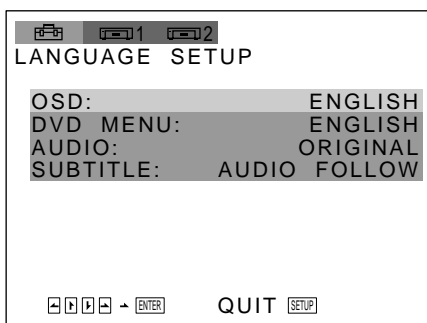 1 2
LANGUAGE SETUP
OSD: ENGLISH
DVD MENU: ENGLISH
AUDIO: ORIGINAL
SUBTITLE: AUDIO FOLLOW
ENTER QUIT SETUP